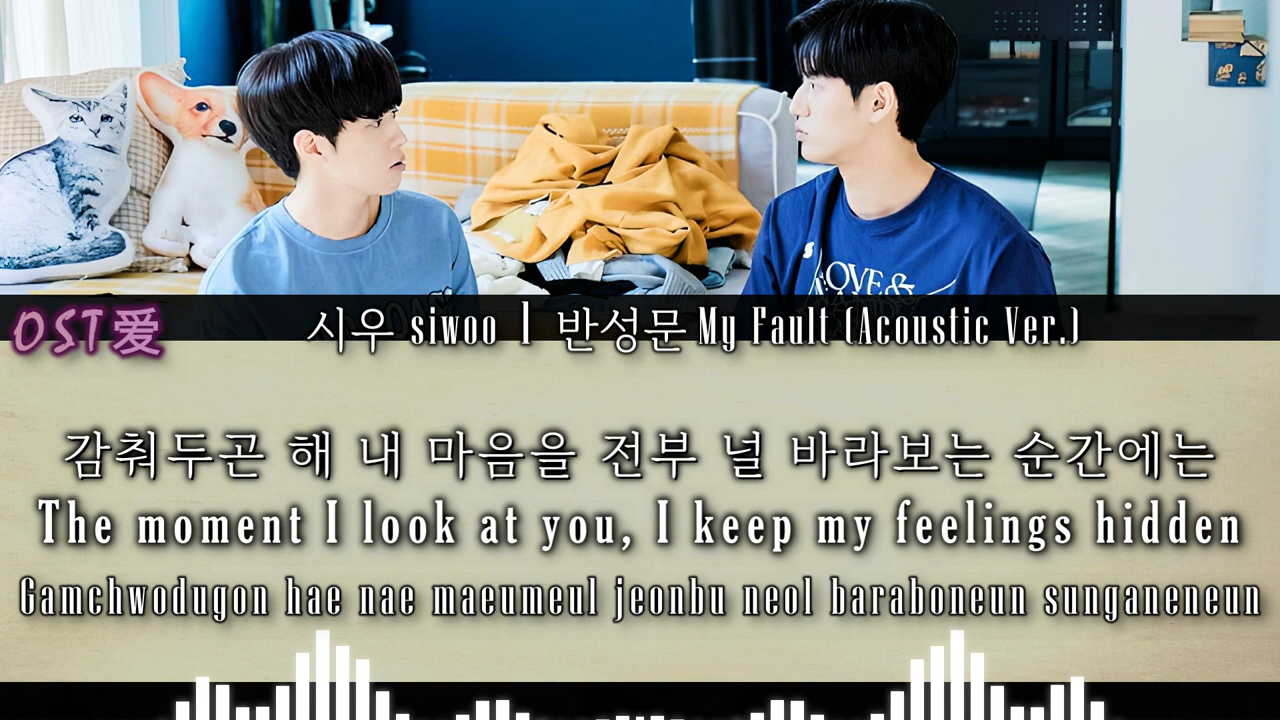 LOVE&
OST爱
시우 siwoo | 반성문 My Fault (Acoustic Ver.)
감춰두곤 해 내 마음을 전부 널 바라보는 순간에는
The moment I look at you, I keep my feelings hidden
Gamchwodugon hae nae maeumeul jeonbu neol baraboneun sunganeneun